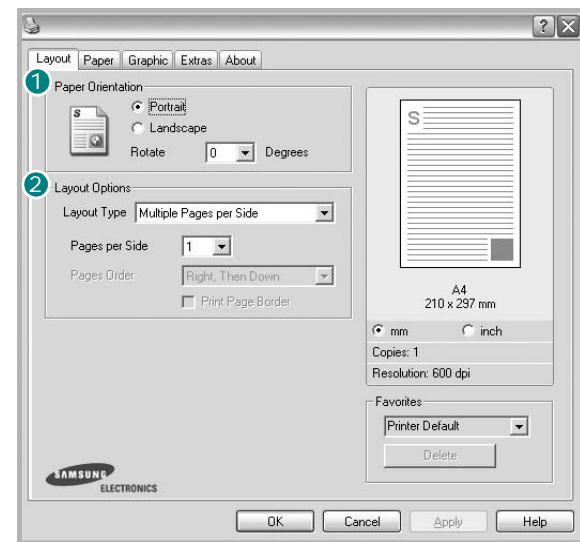 ? X
Layout Paper Graphic Extras About
1
Paper Orientation
S
Portrait
Landscape
Rotate 0 Degrees
2
Layout Options
Layout Type Multiple Pages per Side
Pages per Side 1
Pages Order Right, Then Down
Print Page Border
S
A4
210 x 297 mm
mm inch
Copies: 1
Resolution: 600 dpi
Favorites
Printer Default
Delete
SAMSUNG
ELECTRONICS
OK Cancel Apply Help